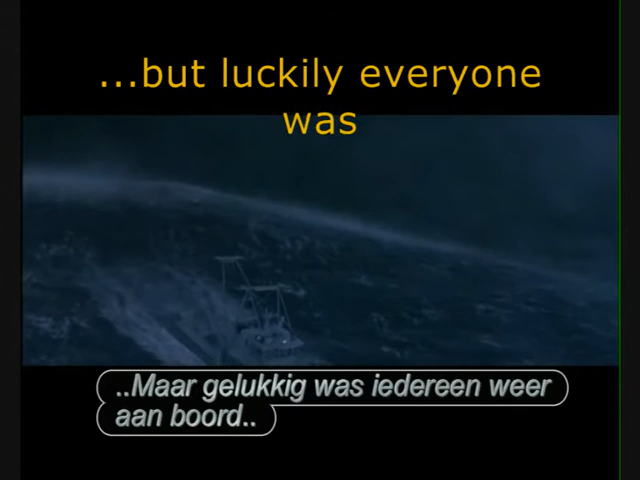 ...but luckily everyone
was
..Maar gelukkig was iedereen weer
aan boord..